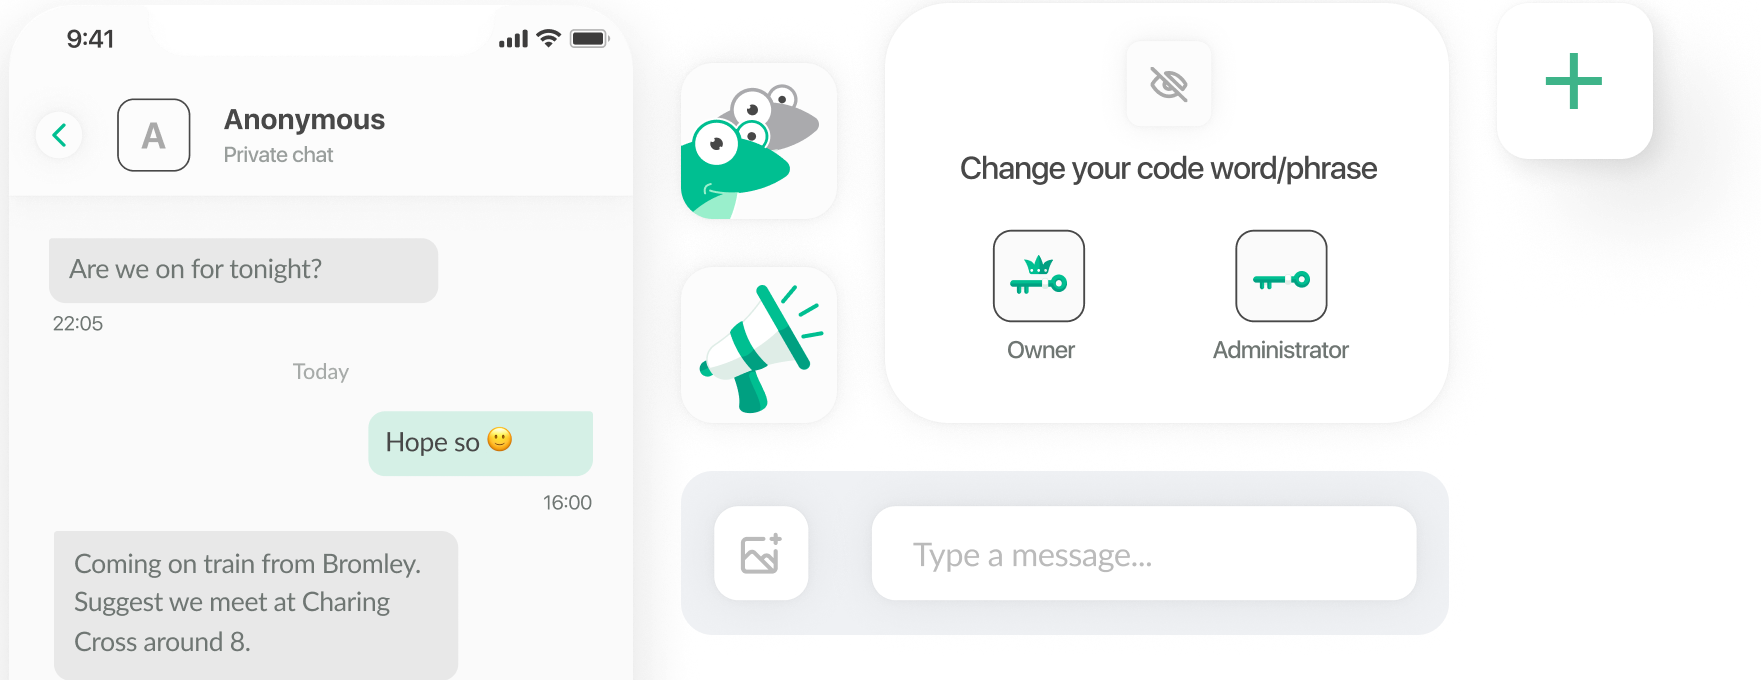 9:41
A
Anonymous
Private chat
Are we on for tonight?
22:05
Today
Hope so 🙂
16:00
Coming on train from Bromley.
Suggest we meet at Charing
Cross around 8.
Change your code word/phrase
Owner
Administrator
Type a message...